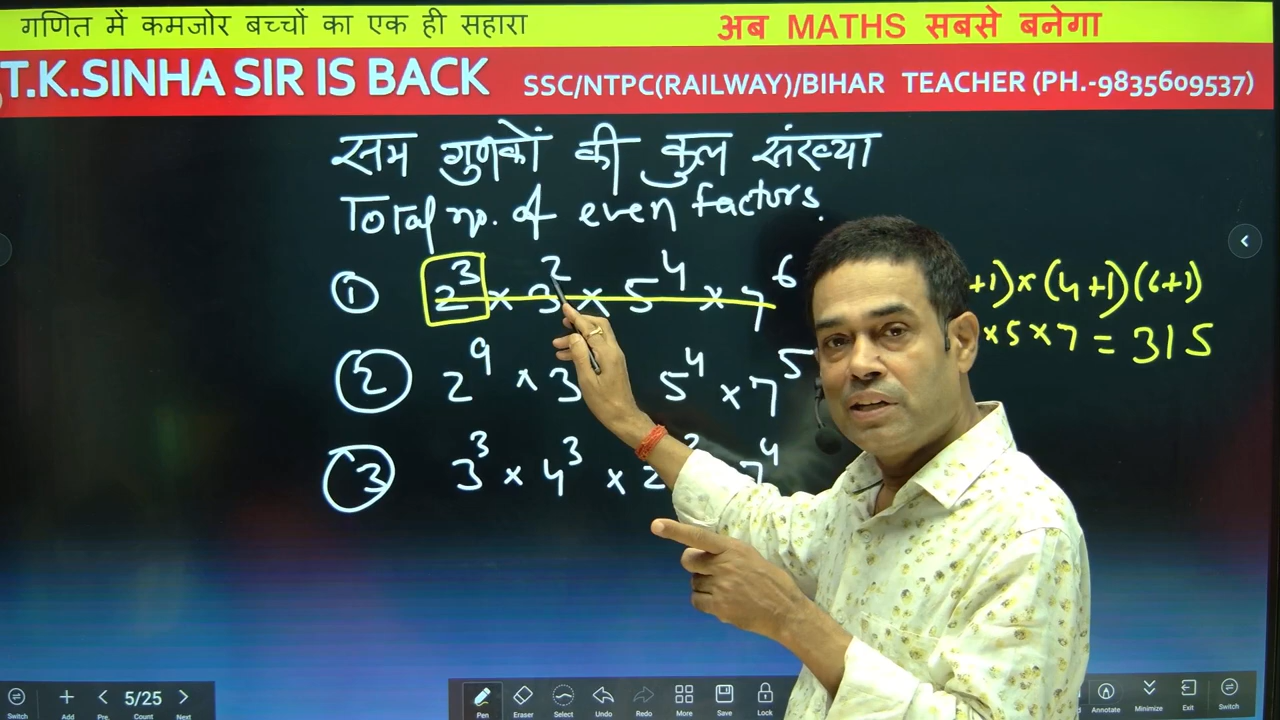 गणित में कमजोर बच्चों का एक ही सहारा
अब MATHS सबसे बनेगा
T.K.SINHA SIR IS BACK SSC/NTPC(RAILWAY)/BIHAR TEACHER (PH.-9835609537)
सम गुणकों की कुल संख्या
Total no. of even factors.
① 2³ × 3² × 5⁴ × 7⁶
+1) × (4+1) (6+1)
× 5 × 7 = 315
② 2⁹ × 3 5⁴ × 7⁵
③ 3³ × 4³ × 2 7⁴
Switch Add Pre. 5/25 Count Next
Pen Eraser Select Undo Redo More Save Lock Annotate Minimize Exit Switch